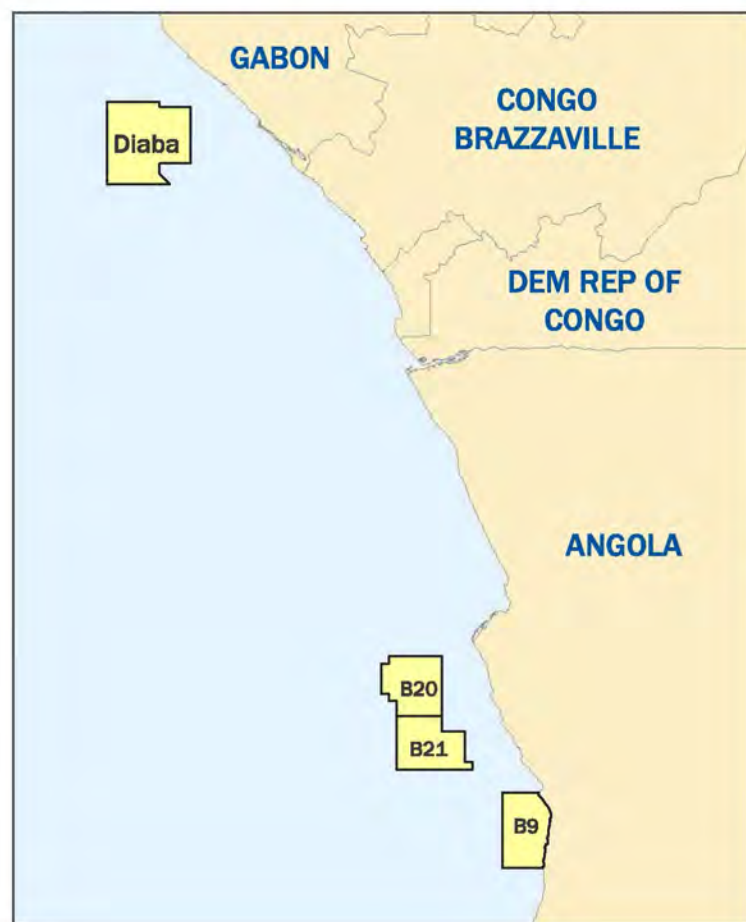 GABON
Diaba
CONGO
BRAZZAVILLE
DEM REP OF
CONGO
ANGOLA
B20
B21
B9